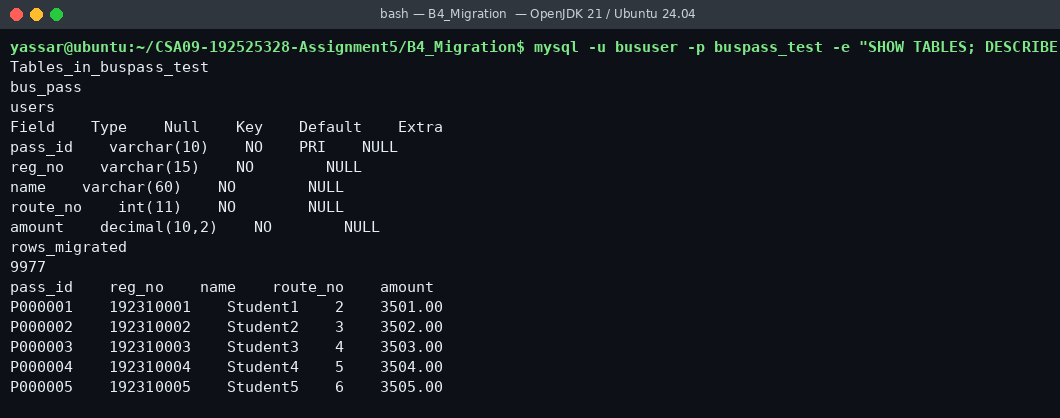 bash — B4_Migration — OpenJDK 21 / Ubuntu 24.04
yassar@ubuntu:~/CSA09-192525328-Assignment5/B4_Migration$ mysql -u bususer -p buspass_test -e "SHOW TABLES; DESCRIBE
Tables_in_buspass_test
bus_pass
users
Field    Type    Null    Key    Default    Extra
pass_id    varchar(10)    NO    PRI    NULL
reg_no    varchar(15)    NO        NULL
name    varchar(60)    NO        NULL
route_no    int(11)    NO        NULL
amount    decimal(10,2)    NO        NULL
rows_migrated
9977
pass_id    reg_no    name    route_no    amount
P000001    192310001    Student1    2    3501.00
P000002    192310002    Student2    3    3502.00
P000003    192310003    Student3    4    3503.00
P000004    192310004    Student4    5    3504.00
P000005    192310005    Student5    6    3505.00